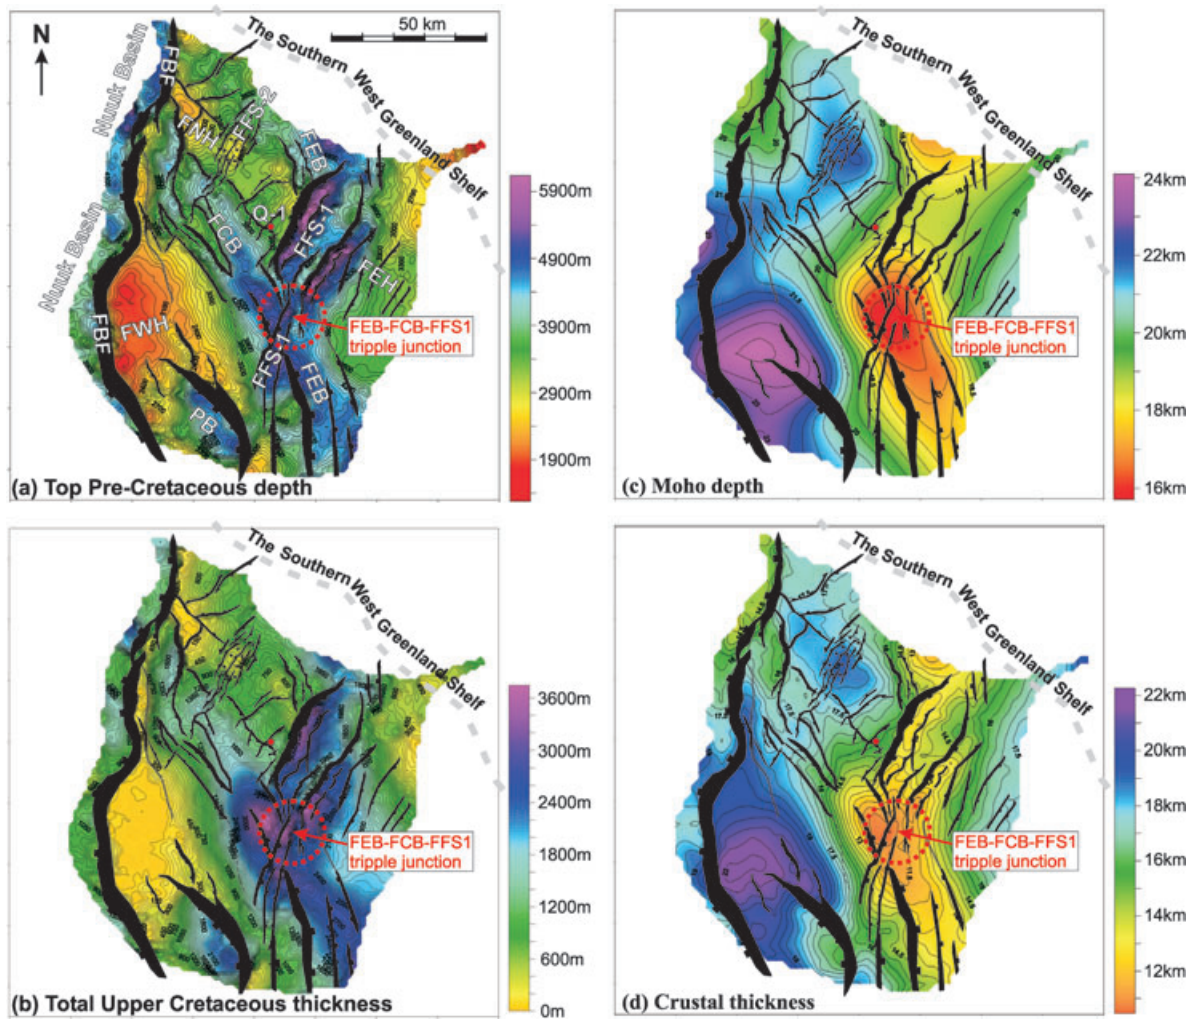 N
50 km
The Southern West Greenland Shelf
Nuuk Basin
FBF
FNH
FFS-2
FEB
Q-1
FCB
FFS-1
FEH
Nuuk Basin
FBF
FWH
FEB-FCB-FFS1
tripple junction
FFS-1
FEB
PB
5900m
4900m
3900m
2900m
1900m
(a) Top Pre-Cretaceous depth
The Southern West Greenland Shelf
FEB-FCB-FFS1
tripple junction
24km
22km
20km
18km
16km
(c) Moho depth
The Southern West Greenland Shelf
FEB-FCB-FFS1
tripple junction
3600m
3000m
2400m
1800m
1200m
600m
0m
(b) Total Upper Cretaceous thickness
The Southern West Greenland Shelf
FEB-FCB-FFS1
tripple junction
22km
20km
18km
16km
14km
12km
(d) Crustal thickness